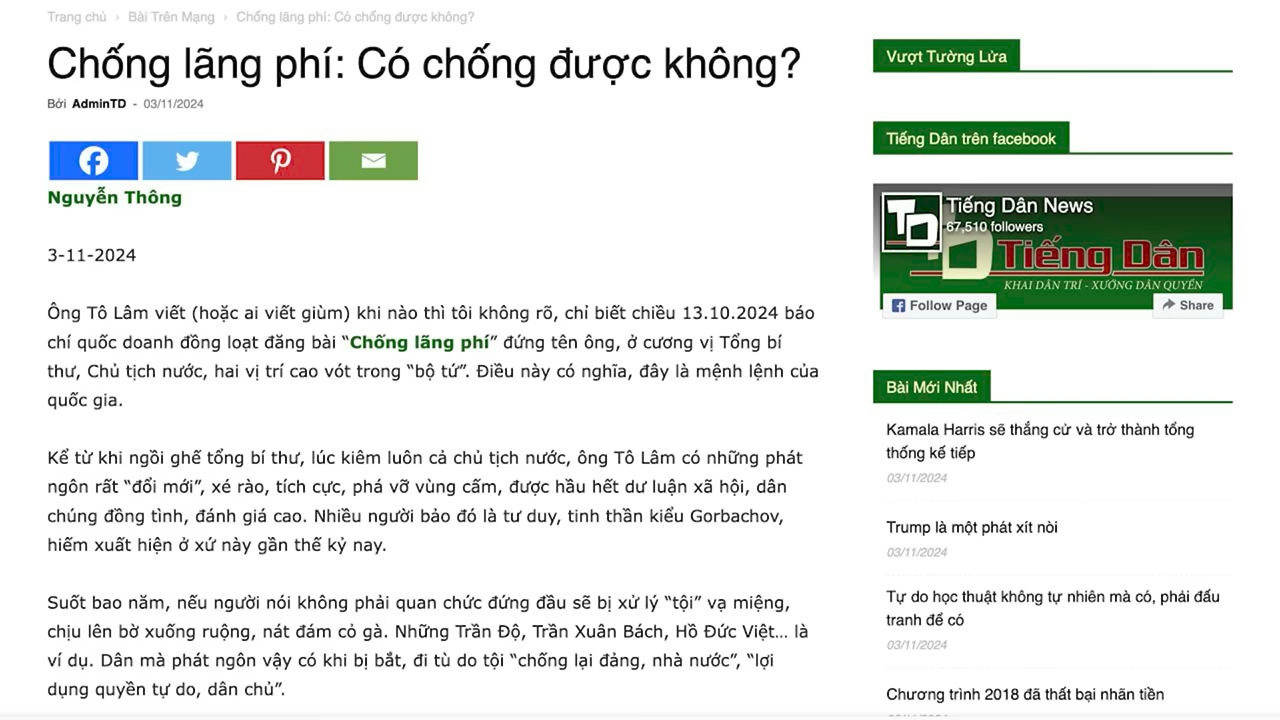 Trang chủ › Bài Trên Mạng › Chống lãng phí: Có chống được không?
Chống lãng phí: Có chống được không?
Bởi AdminTD - 03/11/2024
Nguyễn Thông
3-11-2024
Ông Tô Lâm viết (hoặc ai viết giùm) khi nào thì tôi không rõ, chỉ biết chiều 13.10.2024 báo
chí quốc doanh đồng loạt đăng bài “Chống lãng phí” đứng tên ông, ở cương vị Tổng bí
thư, Chủ tịch nước, hai vị trí cao vót trong “bộ tứ”. Điều này có nghĩa, đây là mệnh lệnh của
quốc gia.
Kể từ khi ngồi ghế tổng bí thư, lúc kiêm luôn cả chủ tịch nước, ông Tô Lâm có những phát
ngôn rất “đổi mới”, xé rào, tích cực, phá vỡ vùng cấm, được hầu hết dư luận xã hội, dân
chúng đồng tình, đánh giá cao. Nhiều người bảo đó là tư duy, tinh thần kiểu Gorbachov,
hiếm xuất hiện ở xứ này gần thế kỷ nay.
Suốt bao năm, nếu người nói không phải quan chức đứng đầu sẽ bị xử lý “tội” vạ miệng,
chịu lên bờ xuống ruộng, nát đám cỏ gà. Những Trần Độ, Trần Xuân Bách, Hồ Đức Việt… là
ví dụ. Dân mà phát ngôn vậy có khi bị bắt, đi tù do tội “chống lại đảng, nhà nước”, “lợi
dụng quyền tự do, dân chủ”.
Vượt Tường Lửa
Tiếng Dân trên facebook
TD
Tiếng Dân News
67,510 followers
Tiếng Dân
KHAI DÂN TRÍ - XƯỚNG DÂN QUYỀN
Follow Page
Share
Bài Mới Nhất
Kamala Harris sẽ thắng cử và trở thành tổng
thống kế tiếp
03/11/2024
Trump là một phát xít nòi
03/11/2024
Tự do học thuật không tự nhiên mà có, phải đấu
tranh để có
03/11/2024
Chương trình 2018 đã thất bại nhãn tiền